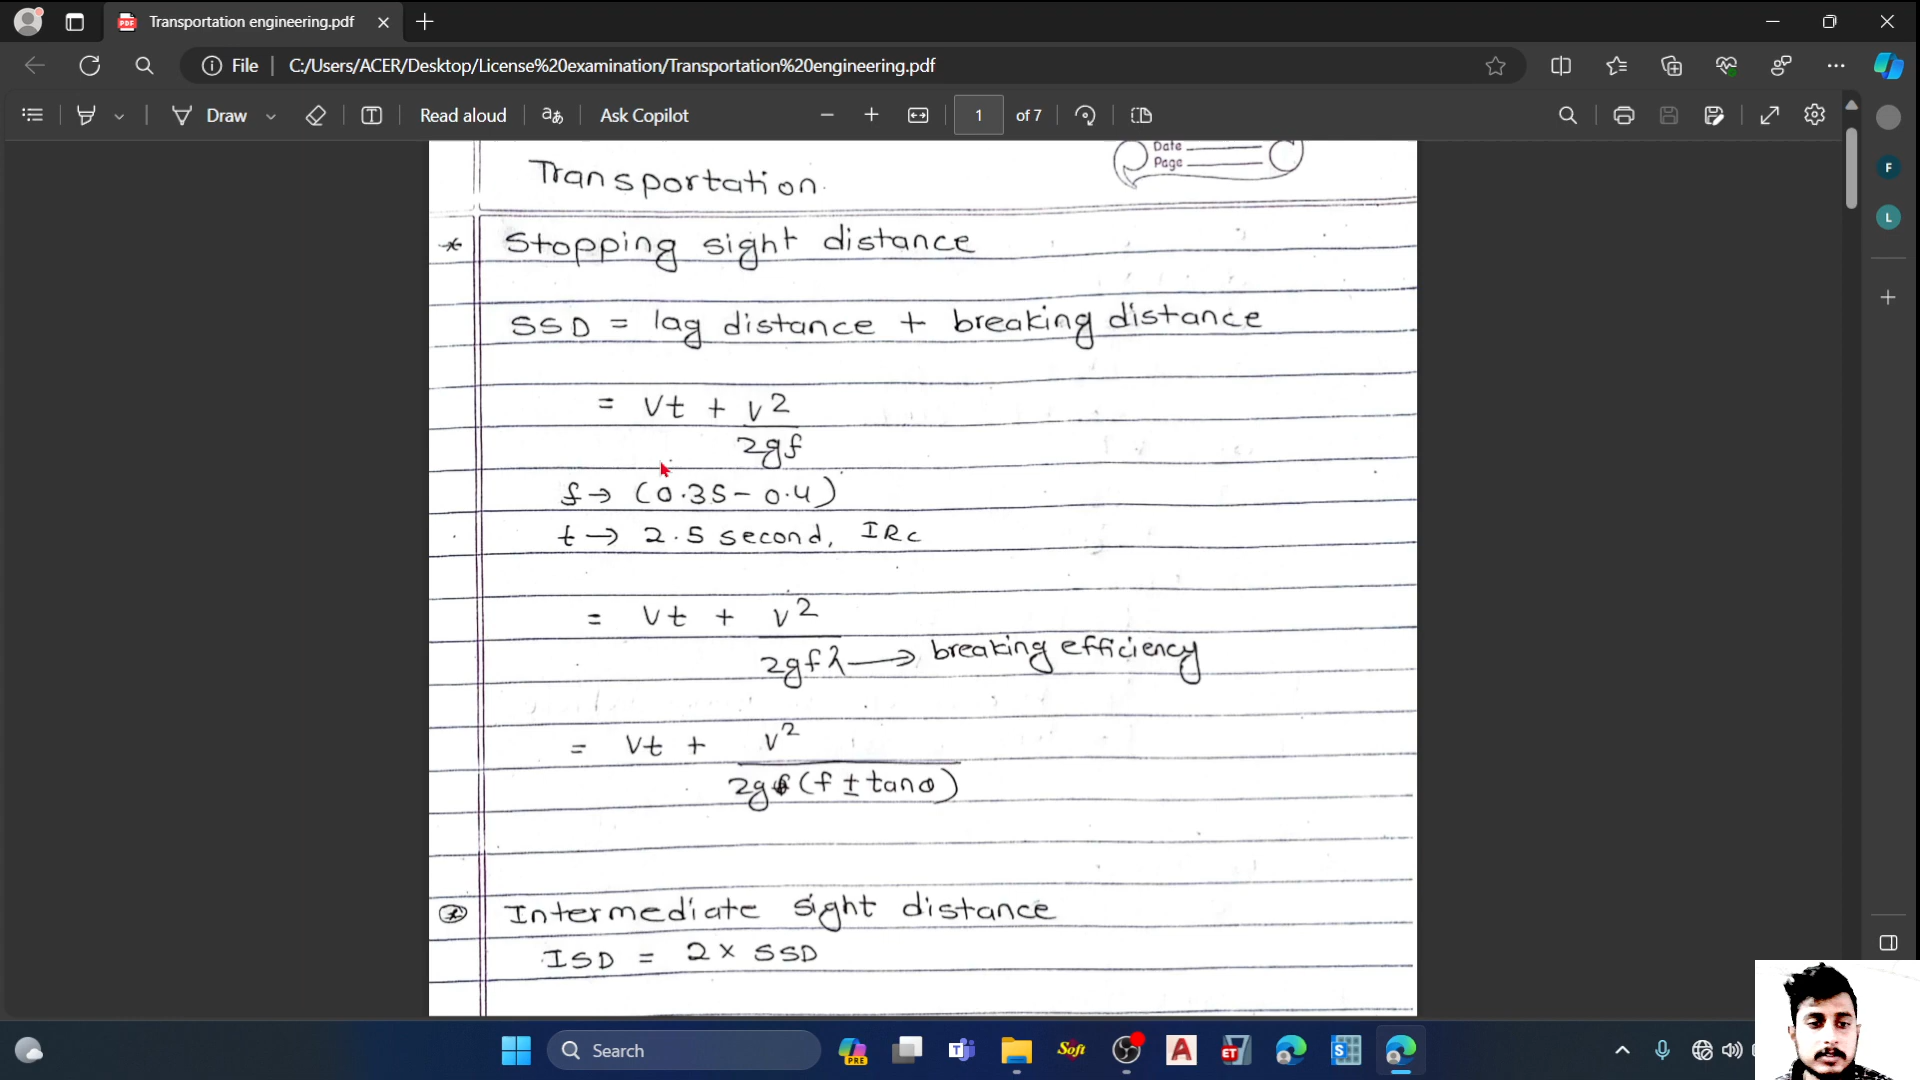 Transportation engineering.pdf
File
C:/Users/ACER/Desktop/License%20examination/Transportation%20engineering.pdf
Draw
Read aloud
Ask Copilot
1 of 7
Date
Page
Transportation.
* Stopping sight distance
SSD = lag distance + breaking distance
= Vt + v2
2gf
f → (0.35 - 0.4)
t → 2.5 second, IRC
= Vt + v2
2gfλ → breaking efficiency
= Vt + v2
2g (f ± tanθ)
Intermediate sight distance
ISD = 2 x SSD
Search
PRE
Soft
F
L